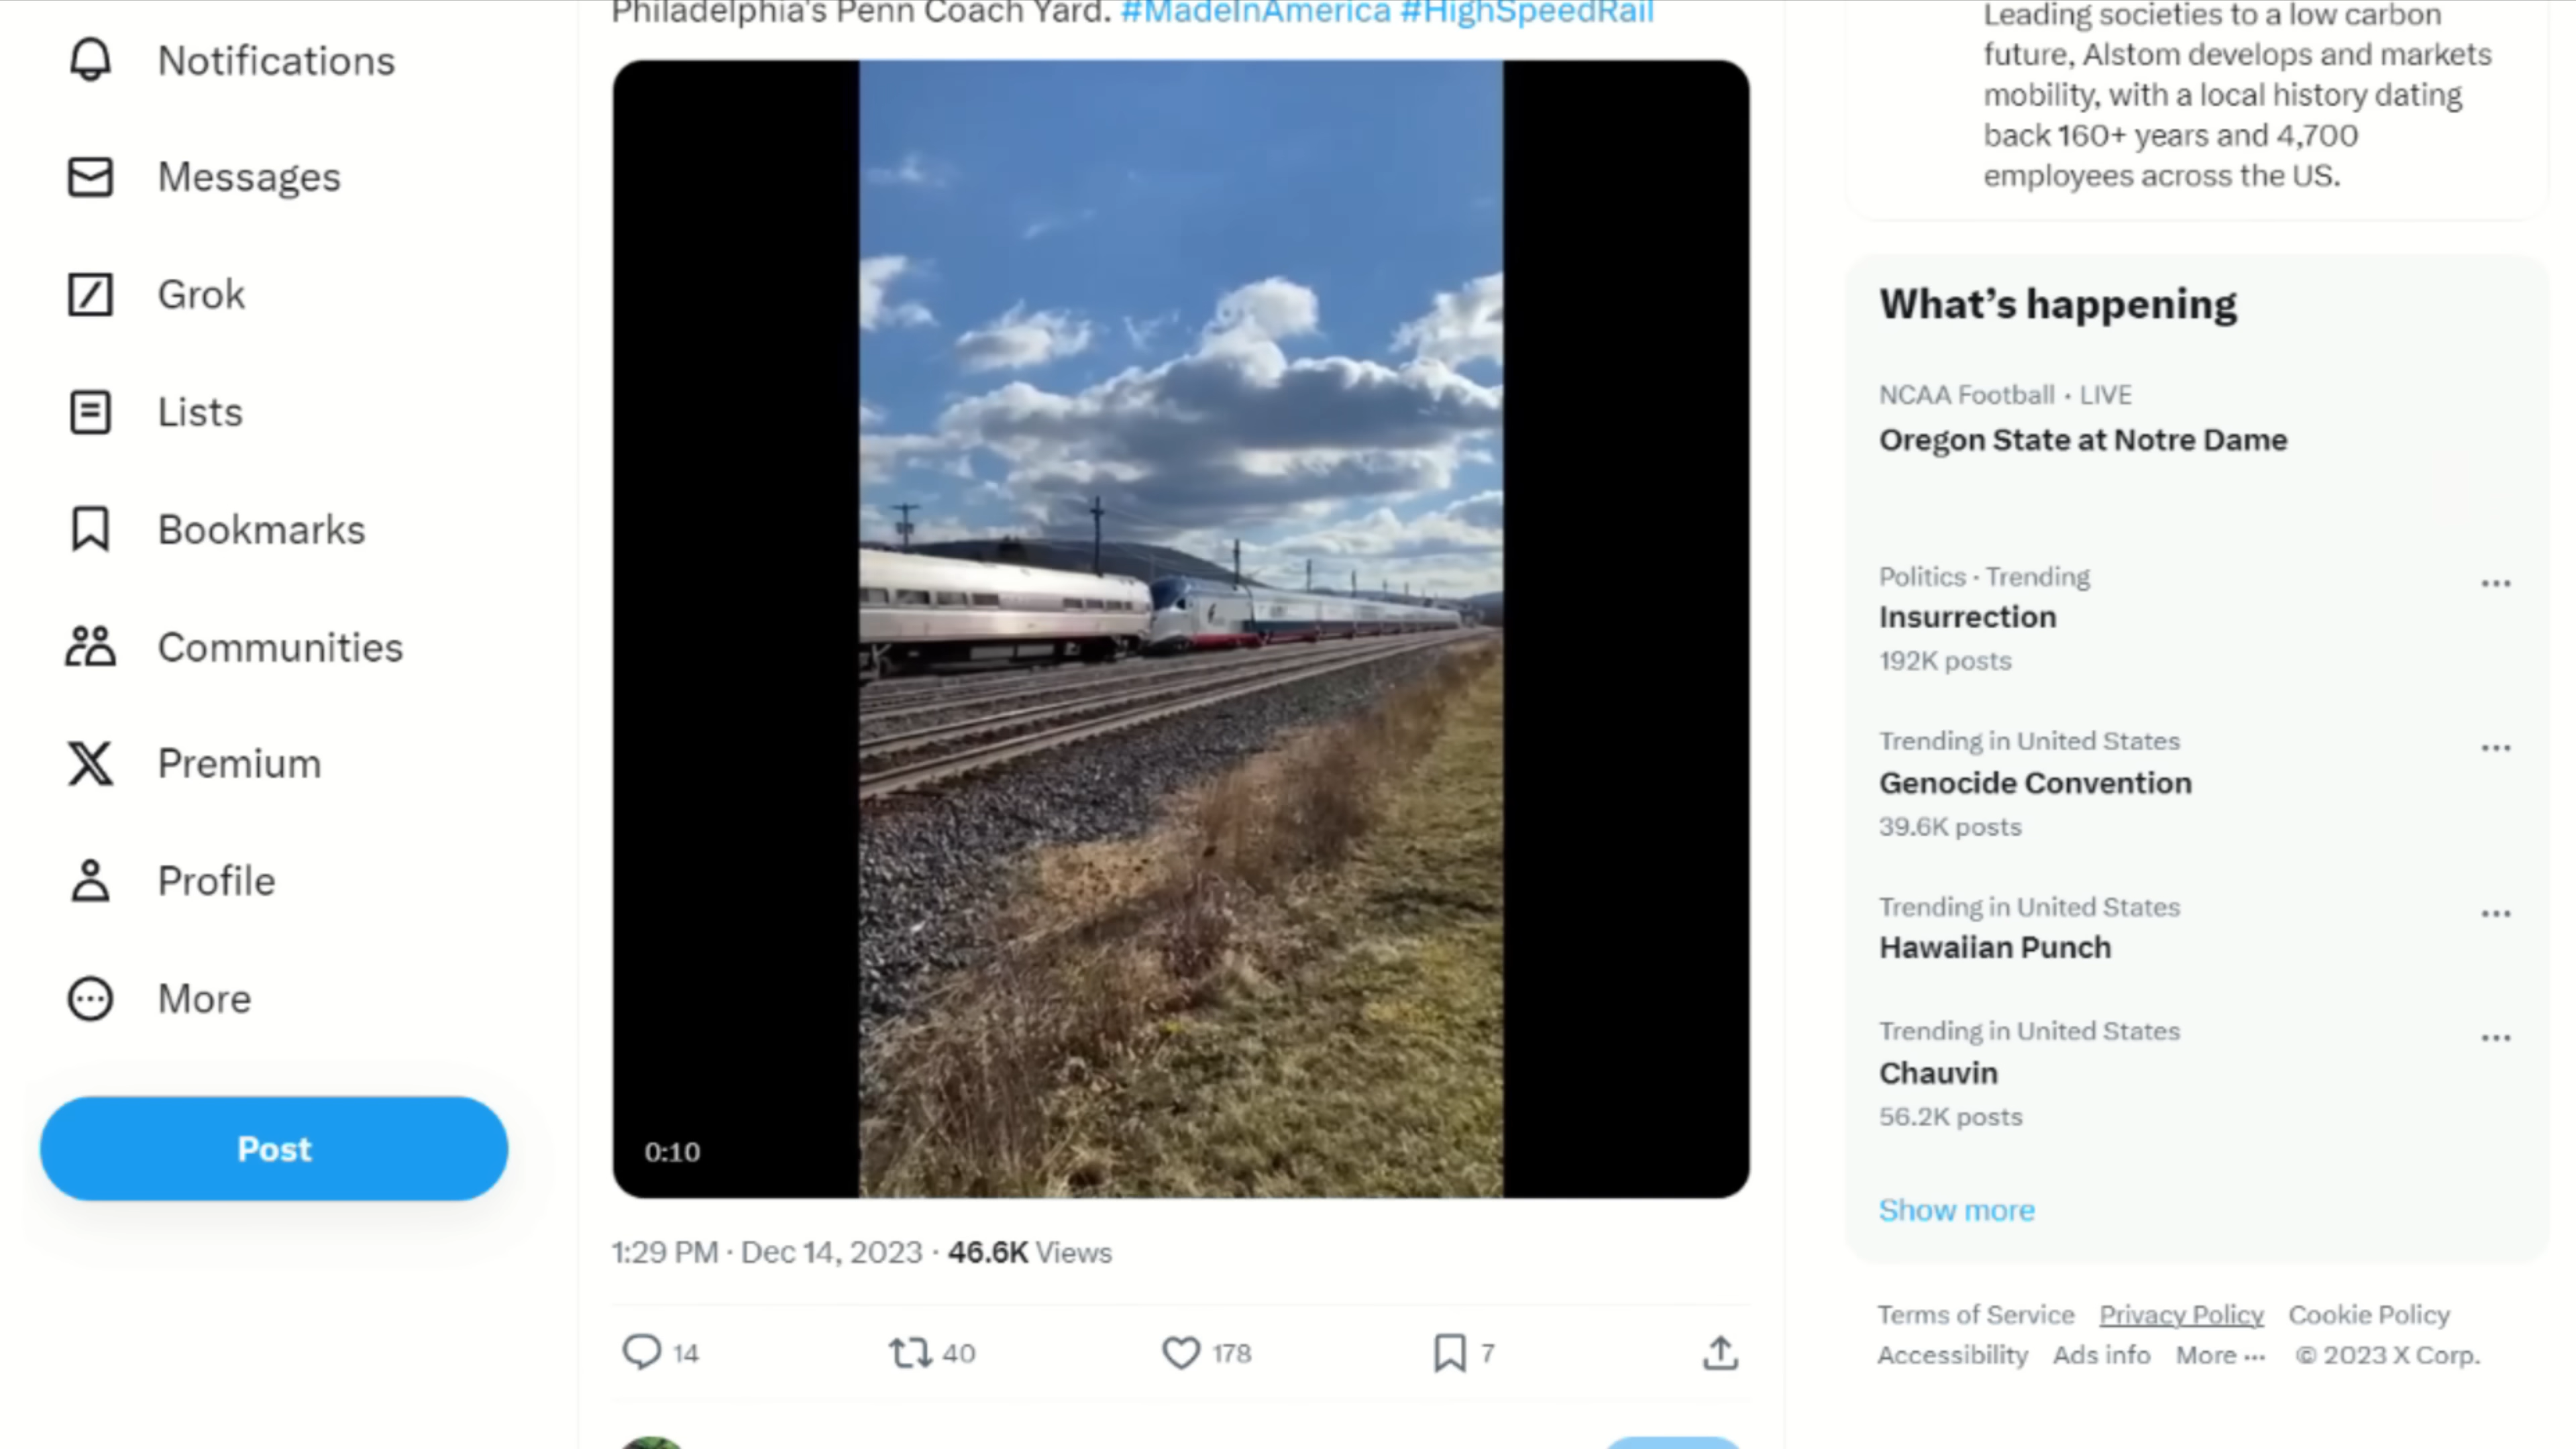 Notifications
Messages
Grok
Lists
Bookmarks
Communities
Premium
Profile
More
Post
Philadelphia's Penn Coach Yard. #MadeInAmerica #HighSpeedRail
0:10
1:29 PM · Dec 14, 2023 · 46.6K Views
14 40 178 7
Leading societies to a low carbon
future, Alstom develops and markets
mobility, with a local history dating
back 160+ years and 4,700
employees across the US.
What's happening
NCAA Football · LIVE
Oregon State at Notre Dame
Politics · Trending
Insurrection
192K posts
Trending in United States
Genocide Convention
39.6K posts
Trending in United States
Hawaiian Punch
Trending in United States
Chauvin
56.2K posts
Show more
Terms of Service Privacy Policy Cookie Policy
Accessibility Ads info More ··· © 2023 X Corp.